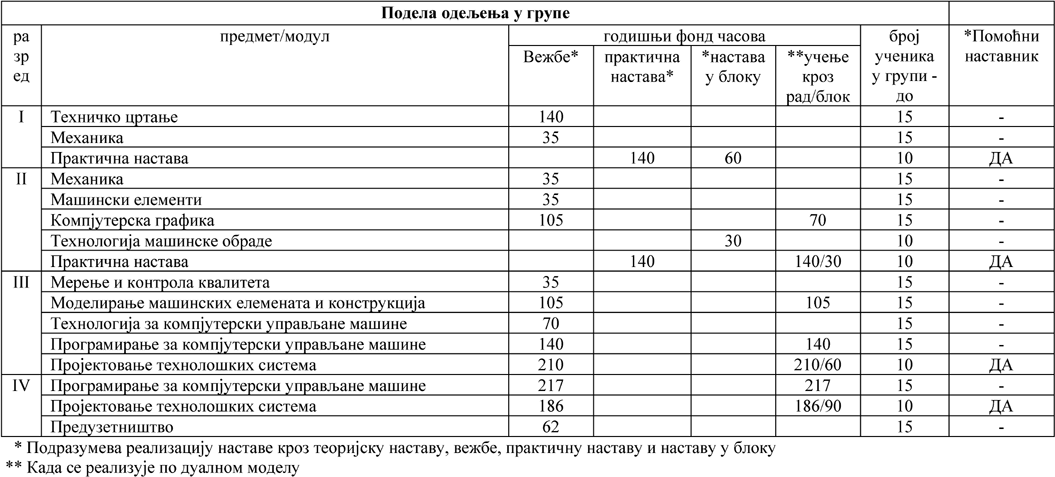 Подела одељења у групе
ра зр ед предмет/модул годишњи фонд часова број ученика у групи - до *Помоћни наставник
Вежбе* практична настава* *настава у блоку **учење кроз рад/блок
I Техничко цртање 140 15 -
Механика 35 15 -
Практична настава 140 60 10 ДА
II Механика 35 15 -
Машински елементи 35 15 -
Компјутерска графика 105 70 15 -
Технологија машинске обраде 30 10 -
Практична настава 140 140/30 10 ДА
III Мерење и контрола квалитета 35 15 -
Моделирање машинских елемената и конструкција 105 105 15 -
Технологија за компјутерски управљане машине 70 15 -
Програмирање за компјутерски управљане машине 140 140 15 -
Пројектовање технолошких система 210 210/60 10 ДА
IV Програмирање за компјутерски управљане машине 217 217 15 -
Пројектовање технолошких система 186 186/90 10 ДА
Предузетништво 62 15 -
* Подразумева реализацију наставе кроз теоријску наставу, вежбе, практичну наставу и наставу у блоку
** Када се реализује по дуалном моделу